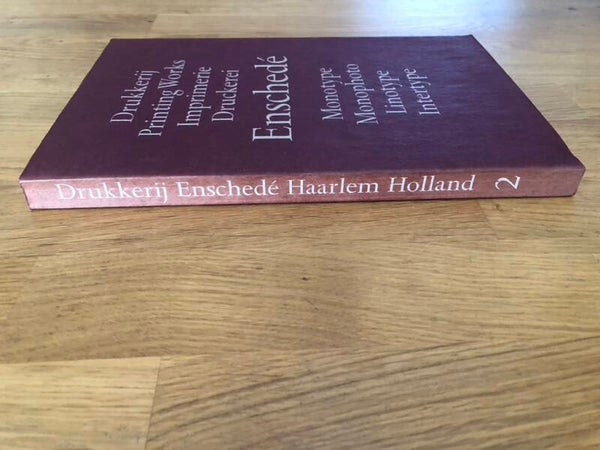 Drukkerij
Printing Works
Imprimerie
Druckerei
Enschedé
Monotype
Monophoto
Linotype
Intertype
Drukkerij Enschedé Haarlem Holland 2